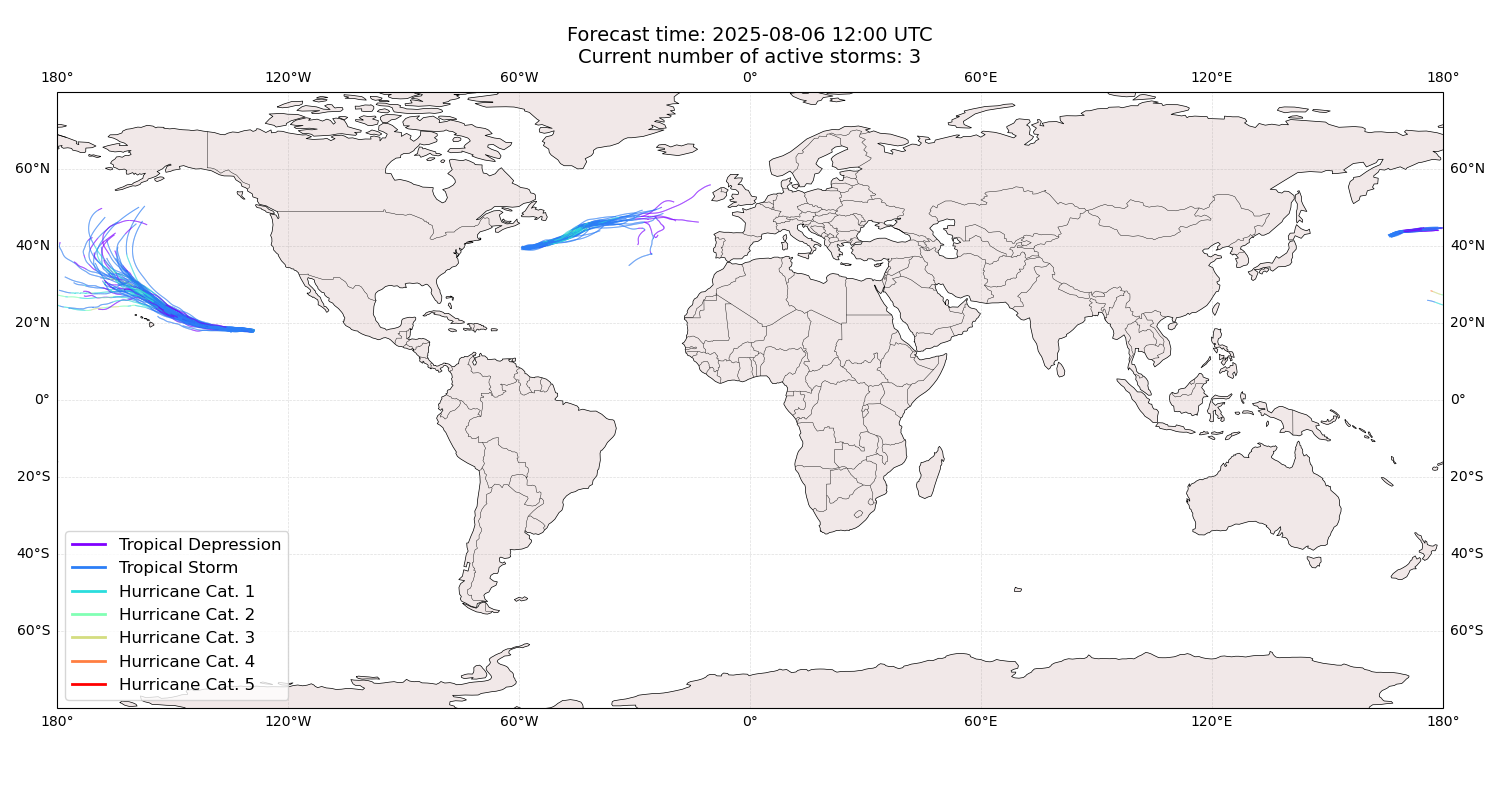 Forecast time: 2025-08-06 12:00 UTC
Current number of active storms: 3
180° 120°W 60°W 0° 60°E 120°E 180°
60°N 60°N
40°N 40°N
20°N 20°N
0° 0°
20°S 20°S
40°S 40°S
60°S 60°S
Tropical Depression
Tropical Storm
Hurricane Cat. 1
Hurricane Cat. 2
Hurricane Cat. 3
Hurricane Cat. 4
Hurricane Cat. 5
180° 120°W 60°W 0° 60°E 120°E 180°